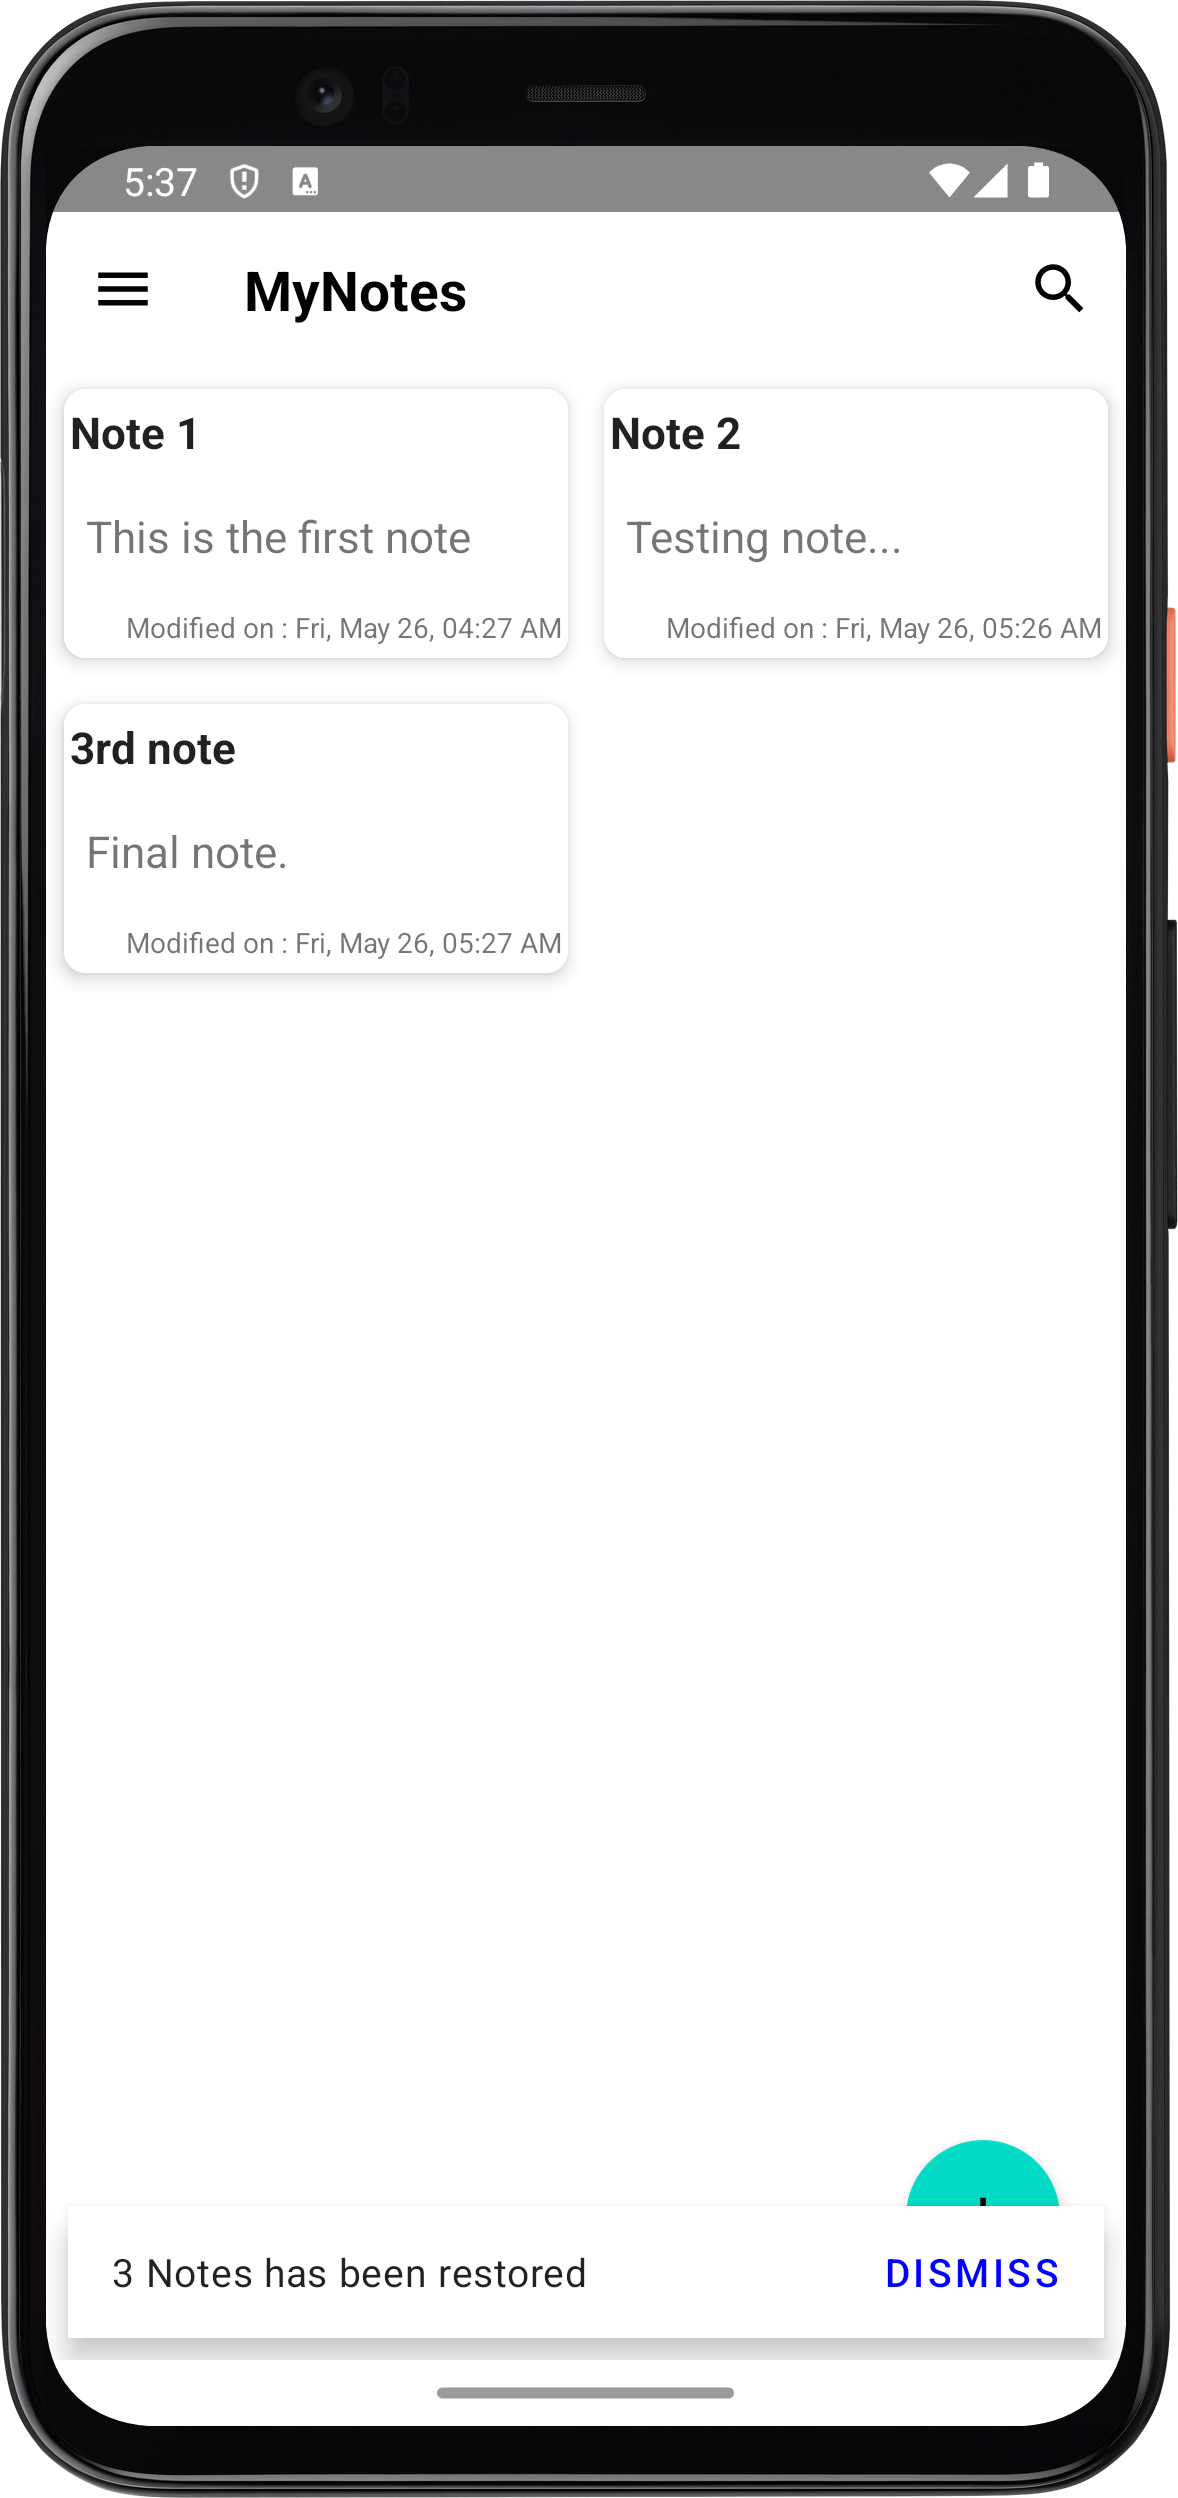 5:37
MyNotes
Note 1
This is the first note
Modified on : Fri, May 26, 04:27 AM
Note 2
Testing note...
Modified on : Fri, May 26, 05:26 AM
3rd note
Final note.
Modified on : Fri, May 26, 05:27 AM
3 Notes has been restored
DISMISS